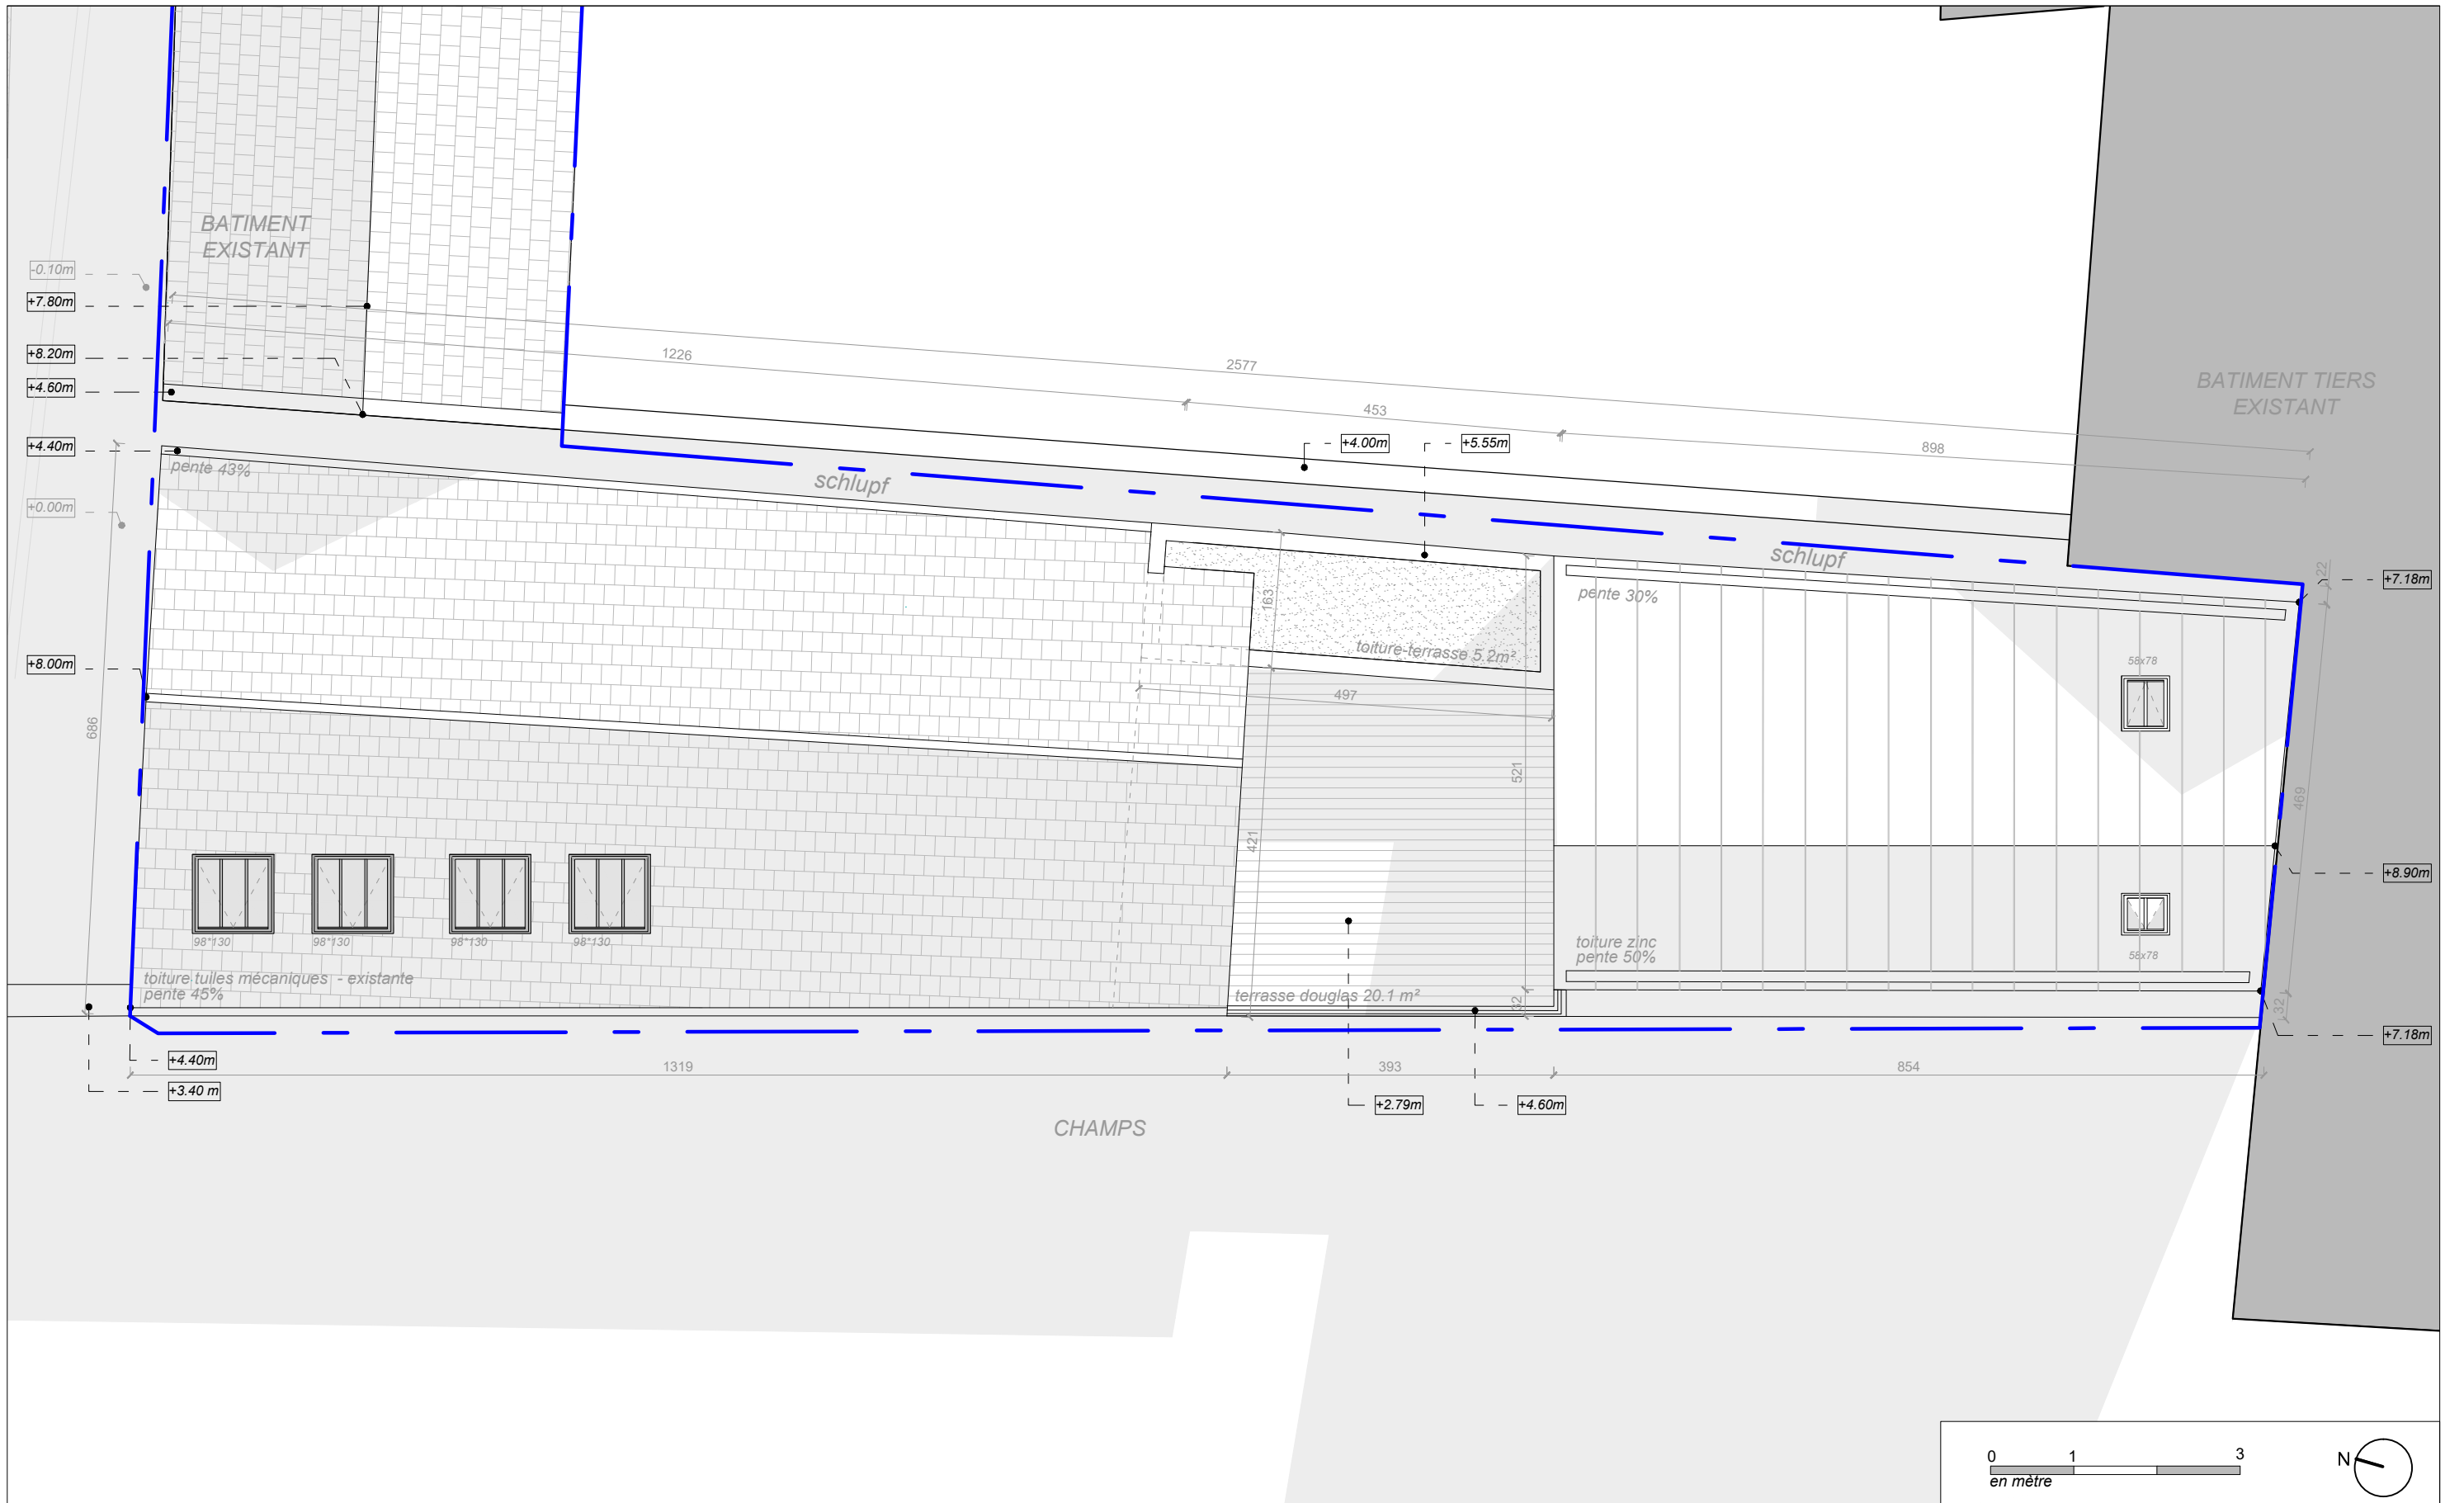 BATIMENT
EXISTANT
-0.10m
+7.80m
+8.20m
+4.60m
+4.40m
+0.00m
+8.00m
1226
2577
453
898
BATIMENT TIERS
EXISTANT
+4.00m
+5.55m
pente 43%
schlupf
schlupf
22
+7.18m
pente 30%
163
toiture-terrasse 5.2m²
58x78
497
686
521
469
421
+8.90m
98*130
98*130
98*130
98*130
toiture zinc
pente 50%
58x78
toiture tuiles mécaniques - existante
pente 45%
terrasse douglas 20.1 m²
32
32
+7.18m
+4.40m
+3.40 m
1319
393
854
+2.79m
+4.60m
CHAMPS
0 1 3
en mètre
N